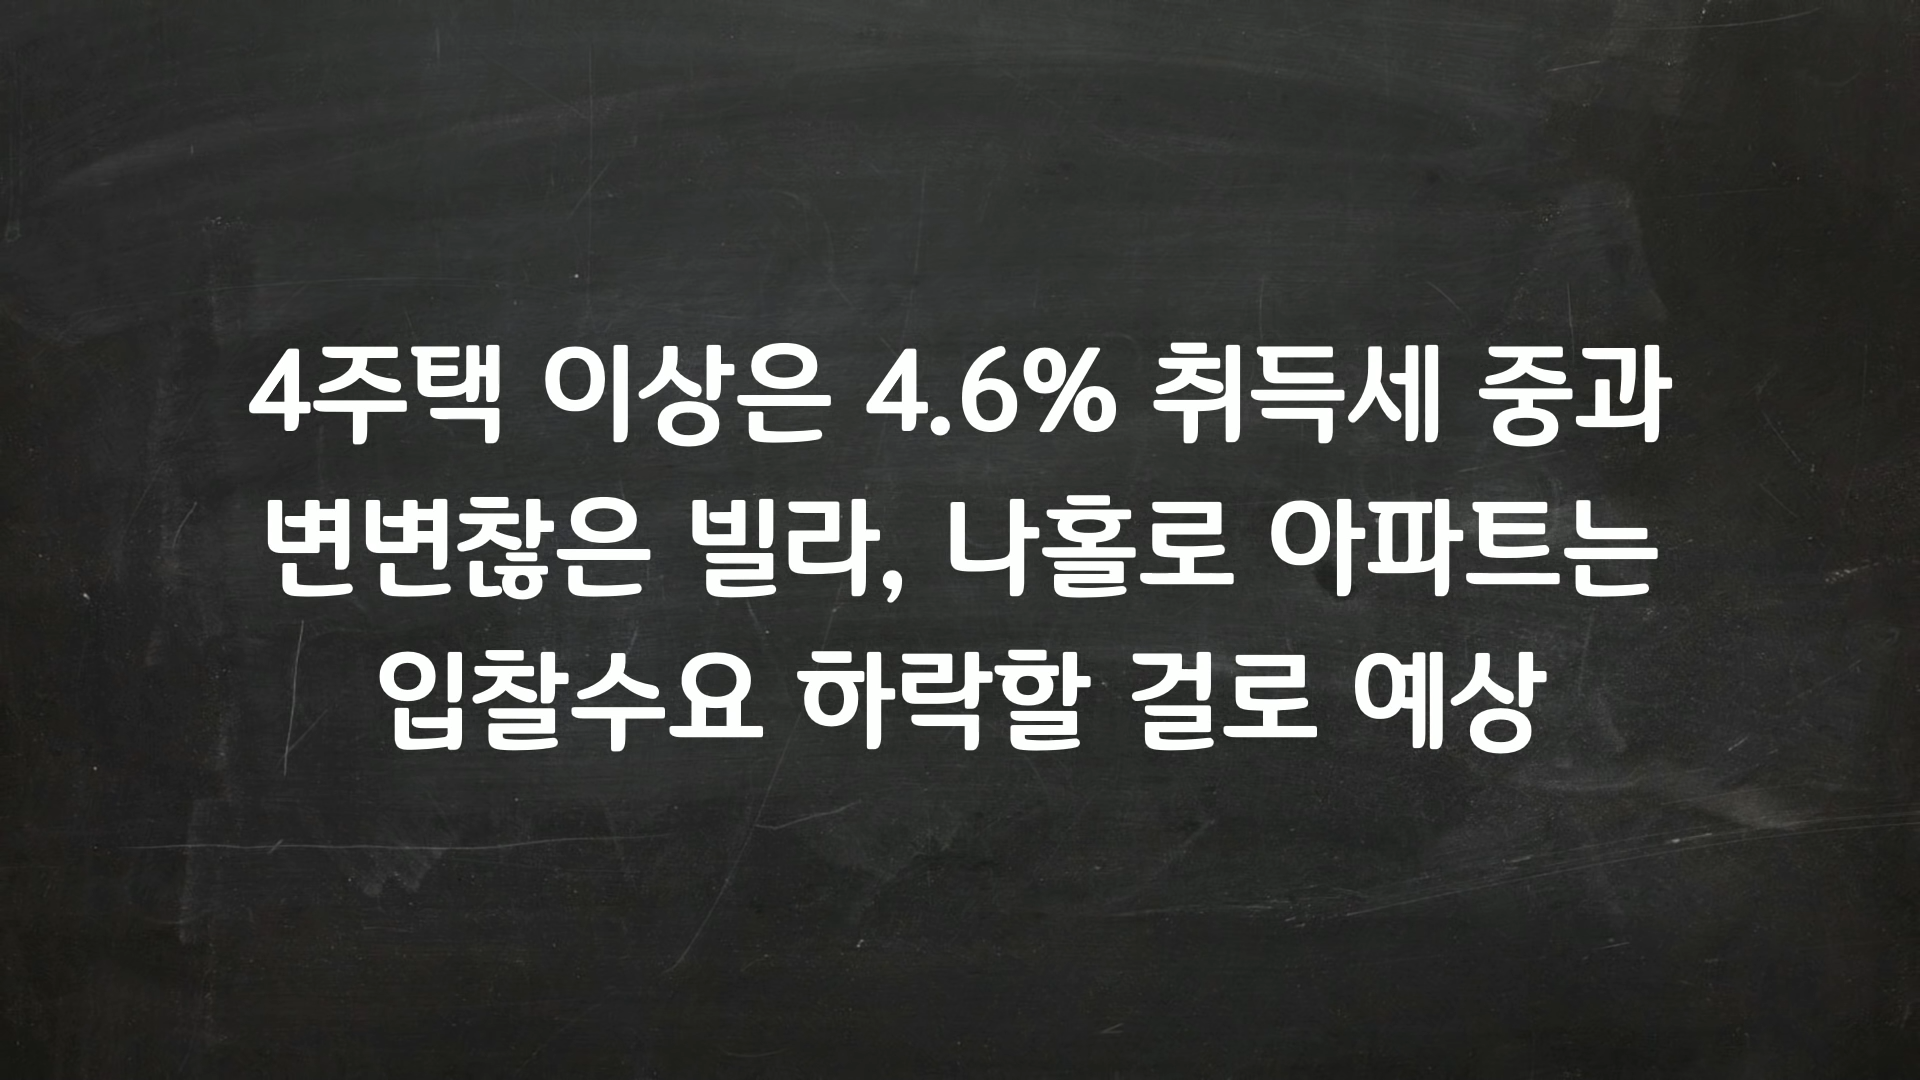 4주택 이상은 4.6% 취득세 중과
변변찮은 빌라, 나홀로 아파트는
입찰수요 하락할 걸로 예상